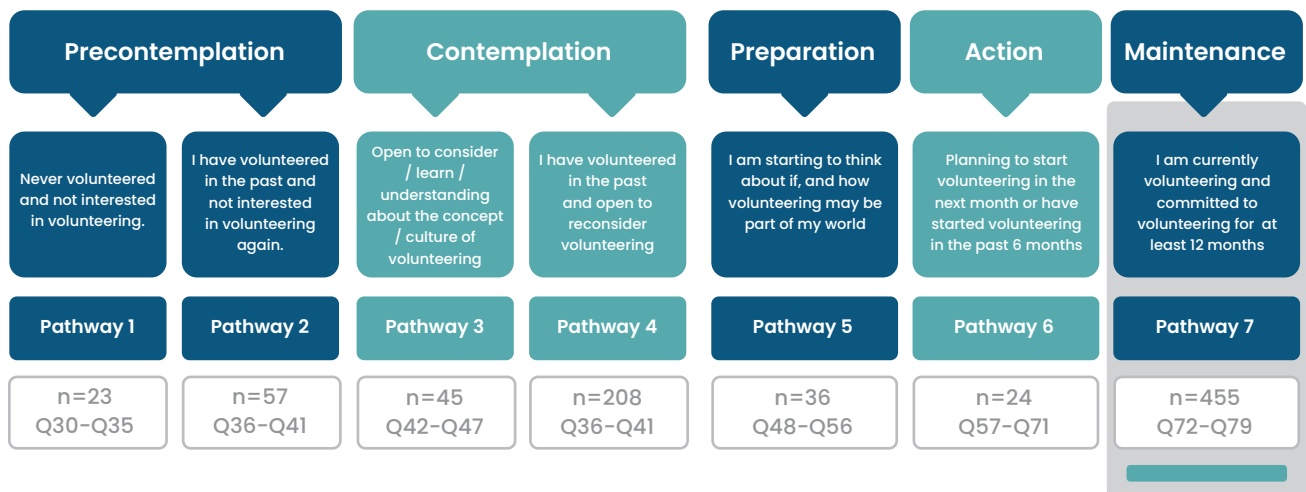 Precontemplation
Contemplation
Preparation
Action
Maintenance
Never volunteered
and not interested
in volunteering.
I have volunteered
in the past and
not interested
in volunteering
again.
Open to consider
/ learn /
understanding
about the concept
/ culture of
volunteering
I have volunteered
in the past
and open to
reconsider
volunteering
I am starting to think
about if, and how
volunteering may be
part of my world
Planning to start
volunteering in the
next month or have
started volunteering
in the past 6 months
I am currently
volunteering and
committed to
volunteering for  at
least 12 months
Pathway 1
Pathway 2
Pathway 3
Pathway 4
Pathway 5
Pathway 6
Pathway 7
n=23
Q30-Q35
n=57
Q36-Q41
n=45
Q42-Q47
n=208
Q36-Q41
n=36
Q48-Q56
n=24
Q57-Q71
n=455
Q72-Q79